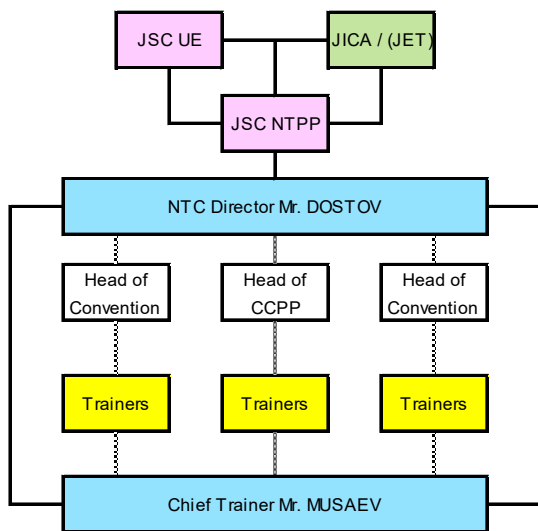 JSC UE
JICA / (JET)
JSC NTPP
NTC Director Mr. DOSTOV
Head of
Convention
Head of
CCPP
Head of
Convention
Trainers
Trainers
Trainers
Chief Trainer Mr. MUSAEV